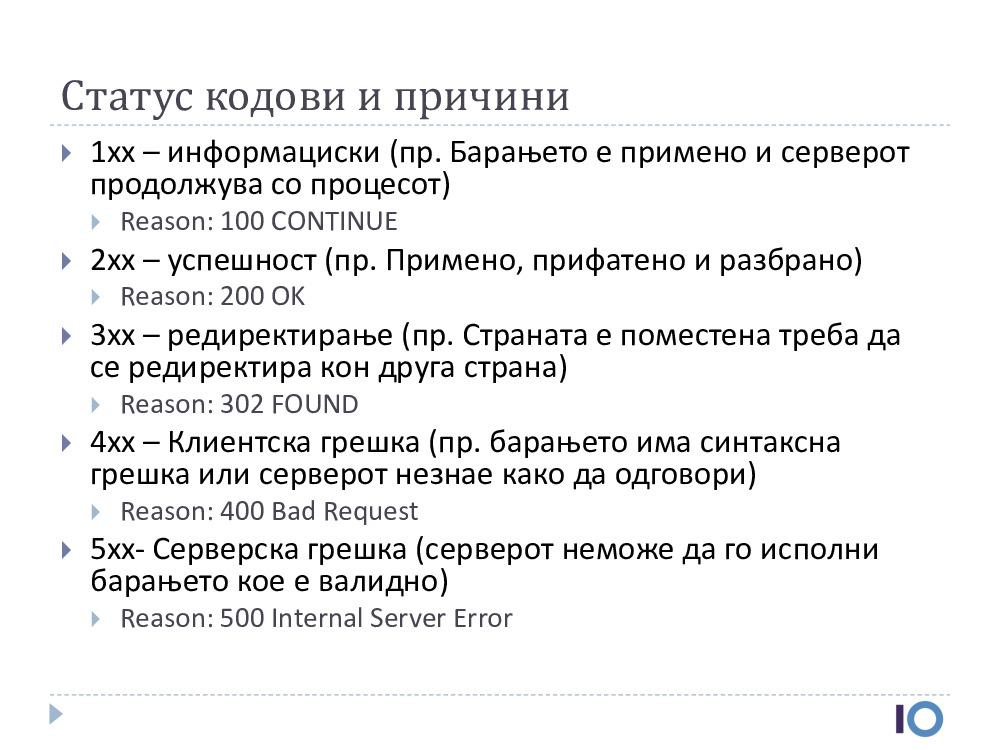 Статус кодови и причини
1xx – информациски (пр. Барањето е примено и серверот
продолжува со процесот)
Reason: 100 CONTINUE
2xx – успешност (пр. Примено, прифатено и разбрано)
Reason: 200 OK
3xx – редиректирање (пр. Страната е поместена треба да
се редиректира кон друга страна)
Reason: 302 FOUND
4xx – Клиентска грешка (пр. барањето има синтаксна
грешка или серверот незнае како да одговори)
Reason: 400 Bad Request
5xx- Серверска грешка (серверот неможе да го исполни
барањето кое е валидно)
Reason: 500 Internal Server Error
IO